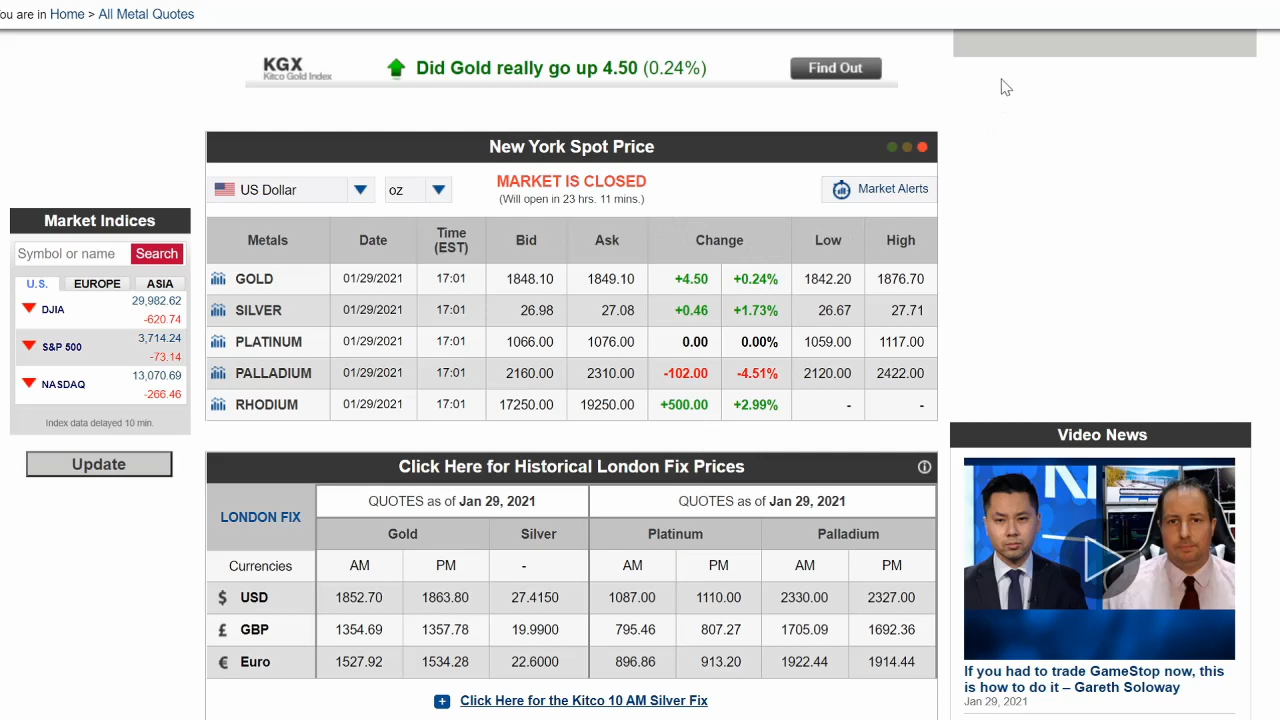 ou are in Home > All Metal Quotes
KGX
Kitco Gold Index
Did Gold really go up 4.50 (0.24%)
Find Out
New York Spot Price
US Dollar
oz
MARKET IS CLOSED
(Will open in 23 hrs. 11 mins.)
Market Alerts
Metals Date Time (EST) Bid Ask Change Low High
GOLD 01/29/2021 17:01 1848.10 1849.10 +4.50 +0.24% 1842.20 1876.70
SILVER 01/29/2021 17:01 26.98 27.08 +0.46 +1.73% 26.67 27.71
PLATINUM 01/29/2021 17:01 1066.00 1076.00 0.00 0.00% 1059.00 1117.00
PALLADIUM 01/29/2021 17:01 2160.00 2310.00 -102.00 -4.51% 2120.00 2422.00
RHODIUM 01/29/2021 17:01 17250.00 19250.00 +500.00 +2.99% - -
Market Indices
Symbol or name Search
U.S. EUROPE ASIA
DJIA 29,982.62
-620.74
S&P 500 3,714.24
-73.14
NASDAQ 13,070.69
-266.46
Index data delayed 10 min.
Update
Click Here for Historical London Fix Prices
LONDON FIX
QUOTES as of Jan 29, 2021 QUOTES as of Jan 29, 2021
Gold Silver Platinum Palladium
Currencies AM PM - AM PM AM PM
$ USD 1852.70 1863.80 27.4150 1087.00 1110.00 2330.00 2327.00
£ GBP 1354.69 1357.78 19.9900 795.46 807.27 1705.09 1692.36
€ Euro 1527.92 1534.28 22.6000 896.86 913.20 1922.44 1914.44
Click Here for the Kitco 10 AM Silver Fix
Video News
If you had to trade GameStop now, this
is how to do it – Gareth Soloway
Jan 29, 2021